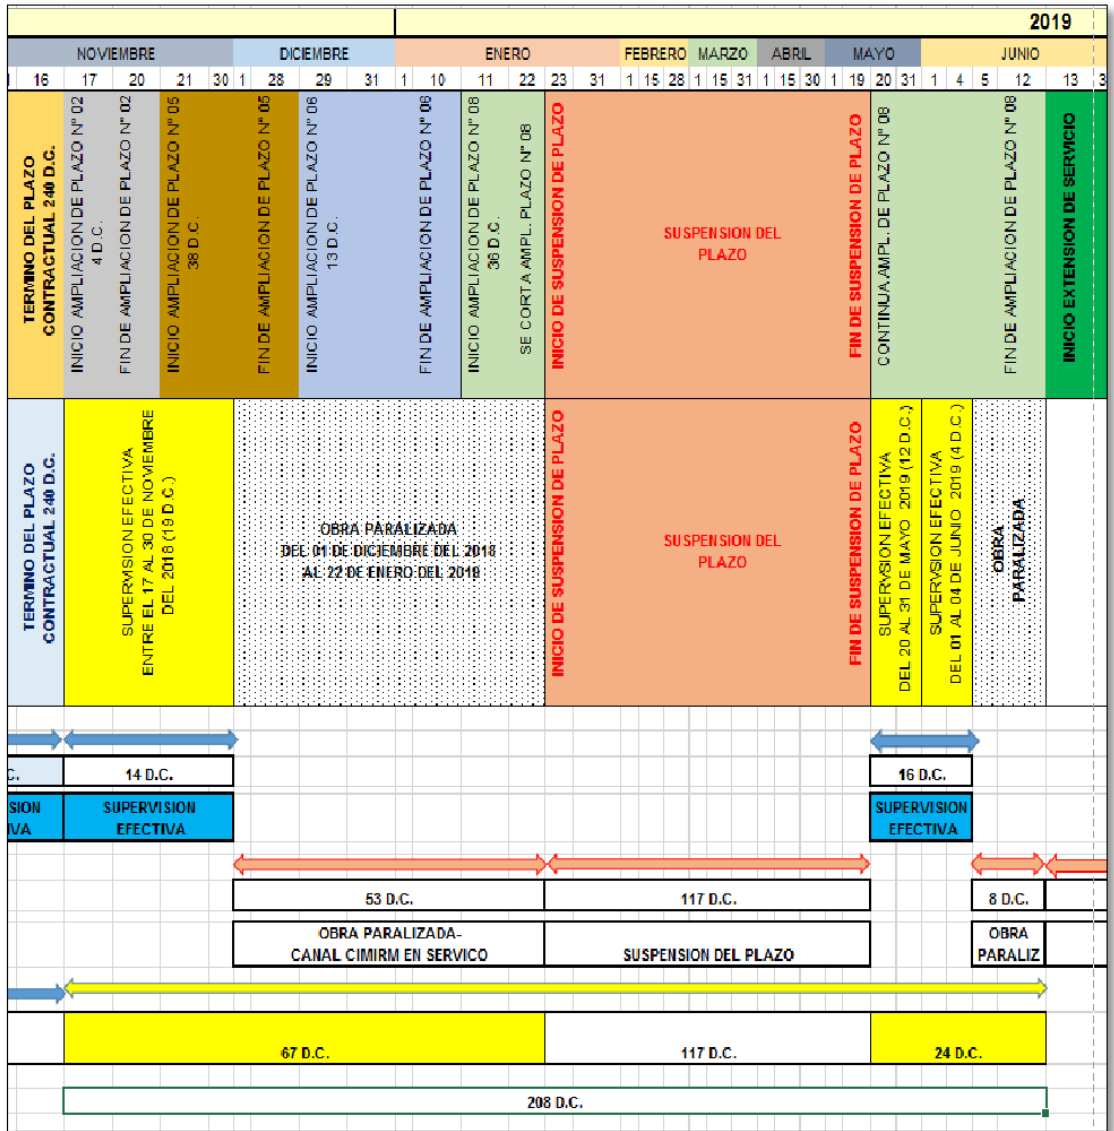 2019
NOVIEMBRE DICIEMBRE ENERO FEBRERO MARZO ABRIL MAYO JUNIO
16 17 20 21 30 1 28 29 31 1 10 11 22 23 31 1 15 28 1 15 31 1 15 30 1 19 20 31 1 4 5 12 13
TERMINO DEL PLAZO
CONTRACTUAL 240 D.C.
INICIO AMPLIACION DE PLAZO N° 02
4 D.C.
FIN DE AMPLIACION DE PLAZO N° 02
INICIO AMPLIACION DE PLAZO N° 05
38 D.C.
FIN DE AMPLIACION DE PLAZO N° 05
INICIO AMPLIACION DE PLAZO N° 06
13 D.C.
FIN DE AMPLIACION DE PLAZO N° 06
INICIO AMPLIACION DE PLAZO N° 08
36 D.C.
SE CORTA AMPL. PLAZO N° 08
INICIO DE SUSPENSION DE PLAZO
SUSPENSION DEL
PLAZO
FIN DE SUSPENSION DE PLAZO
CONTINUA AMPL. DE PLAZO N° 08
FIN DE AMPLIACION DE PLAZO N° 08
INICIO EXTENSION DE SERVICIO
TERMINO DEL PLAZO
CONTRACTUAL 240 D.C.
SUPERVISION EFECTIVA
ENTRE EL 17 AL 30 DE NOVIEMBRE
DEL 2018 (19 D.C.)
OBRA PARALIZADA
DEL 01 DE DICIEMBRE DEL 2018
AL 22 DE ENERO DEL 2019
INICIO DE SUSPENSION DE PLAZO
SUSPENSION DEL
PLAZO
FIN DE SUSPENSION DE PLAZO
SUPERVSION EFECTIVA
DEL 20 AL 31 DE MAYO 2019 (12 D.C.)
SUPERVSION EFECTIVA
DEL 01 AL 04 DE JUNIO 2019 (4 D.C.)
OBRA
PARALIZADA
C. 14 D.C. 16 D.C.
SION SUPERVISION SUPERVISION
IVA EFECTIVA EFECTIVA
53 D.C. 117 D.C. 8 D.C.
OBRA PARALIZADA- OBRA
CANAL CIMIRM EN SERVICO SUSPENSION DEL PLAZO PARALIZ
67 D.C. 117 D.C. 24 D.C.
208 D.C.